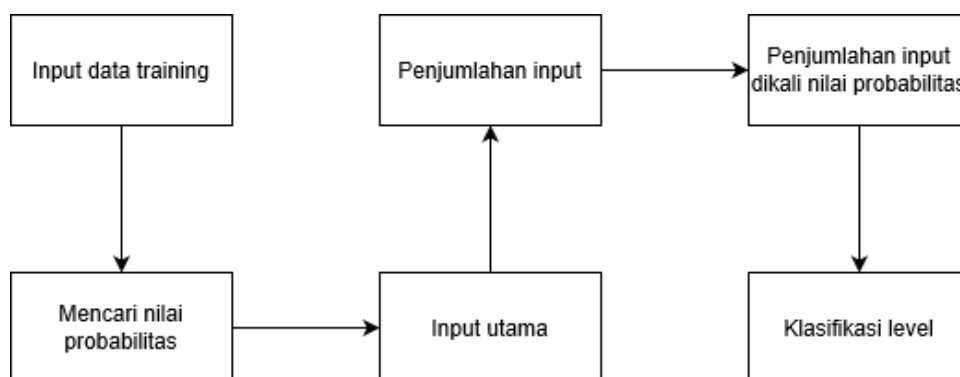 Input data training
Mencari nilai
probabilitas
Input utama
Penjumlahan input
Penjumlahan input
dikali nilai probabilitas
Klasifikasi level